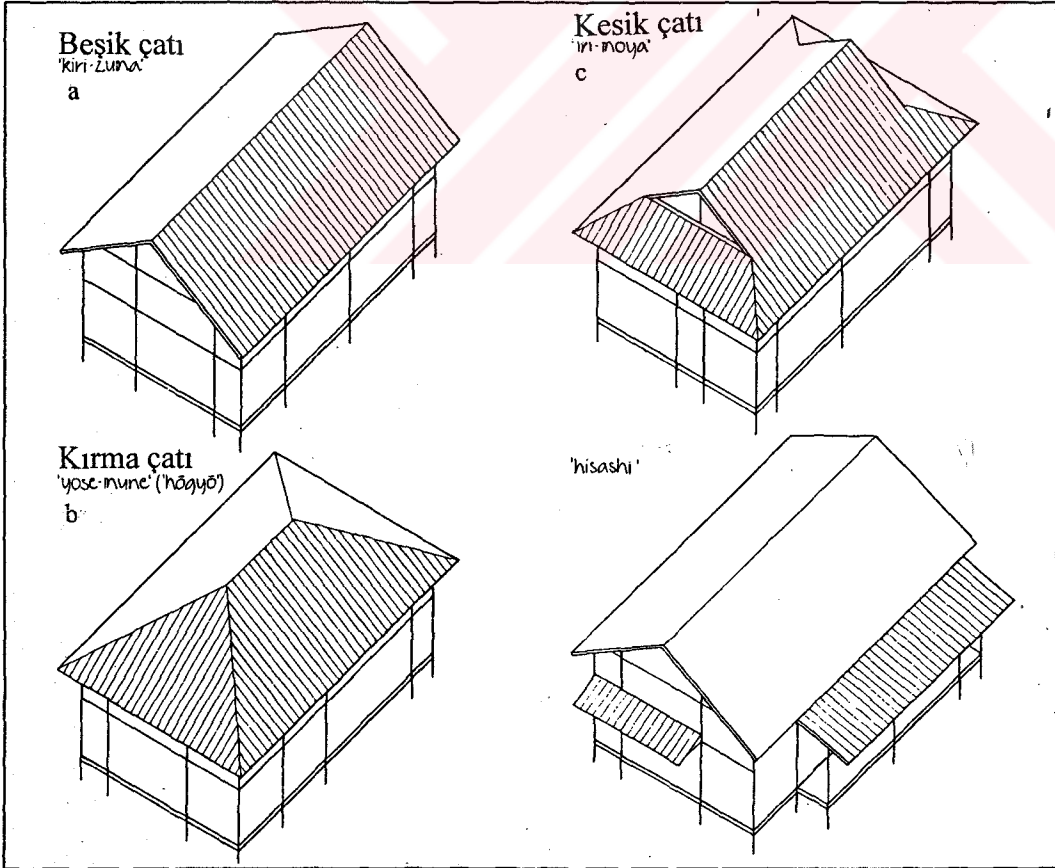 Beşik çatı
'kiri-zuma'
a
Kesik çatı
'iri-moya'
c
Kırma çatı
'yose-mune' ('hōgyō')
b
'hisashi'